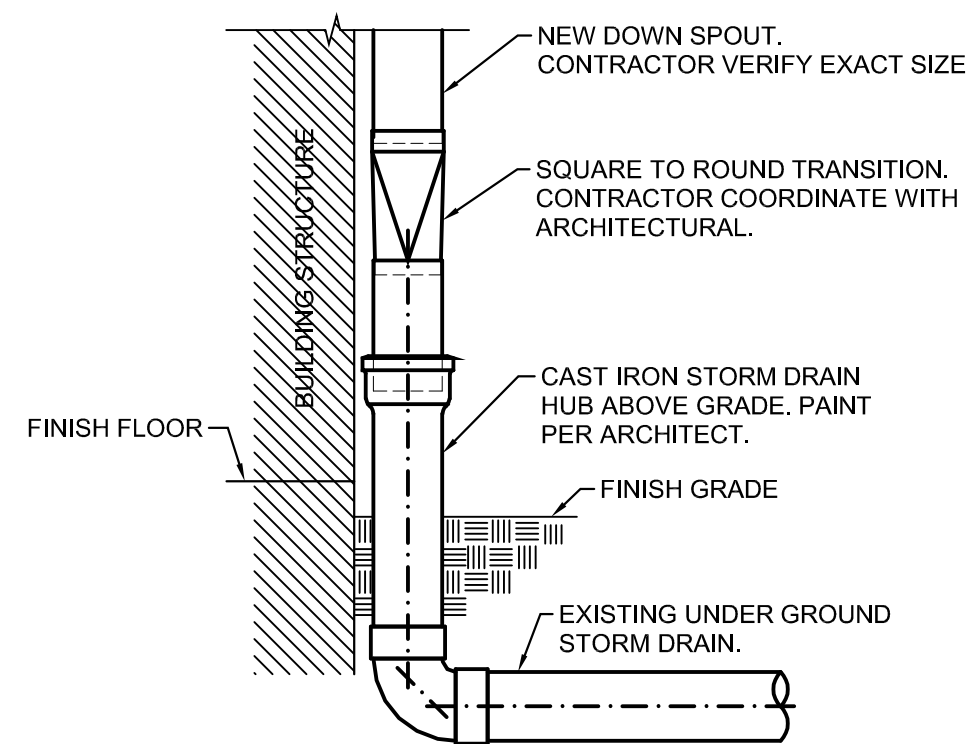 NEW DOWN SPOUT.
CONTRACTOR VERIFY EXACT SIZE
SQUARE TO ROUND TRANSITION.
CONTRACTOR COORDINATE WITH
ARCHITECTURAL.
BUILDING STRUCTURE
CAST IRON STORM DRAIN
HUB ABOVE GRADE. PAINT
PER ARCHITECT.
FINISH FLOOR
FINISH GRADE
EXISTING UNDER GROUND
STORM DRAIN.